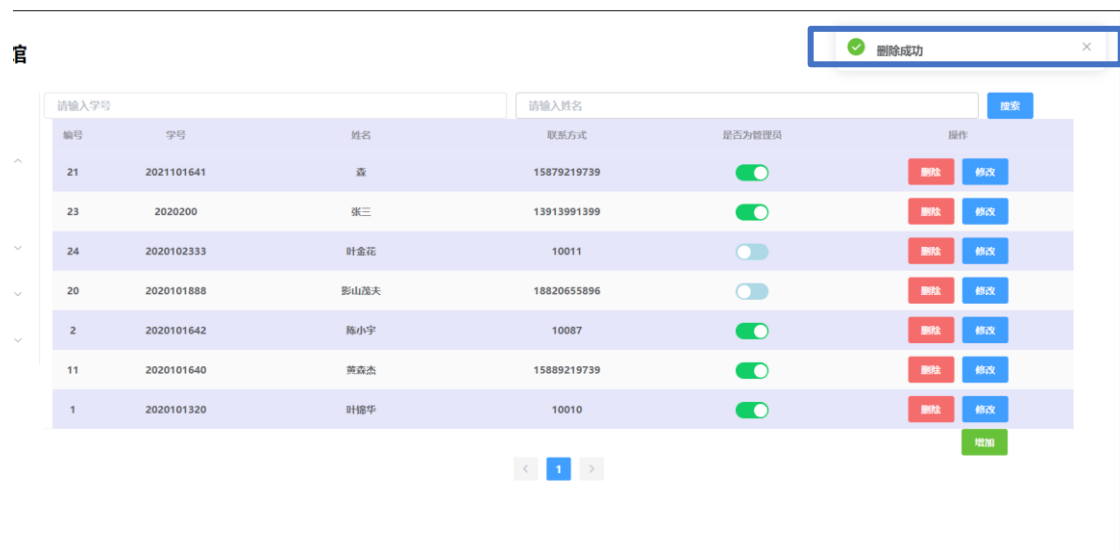 馆
删除成功
请输入学号 请输入姓名 搜索
编号 学号 姓名 联系方式 是否为管理员 操作
21 2021101641 森 15879219739 删除 修改
23 2020200 张三 13913991399 删除 修改
24 2020102333 叶金花 10011 删除 修改
20 2020101888 影山茂夫 18820655896 删除 修改
2 2020101642 陈小宇 10087 删除 修改
11 2020101640 黄森杰 15889219739 删除 修改
1 2020101320 叶锦华 10010 删除 修改
增加
1